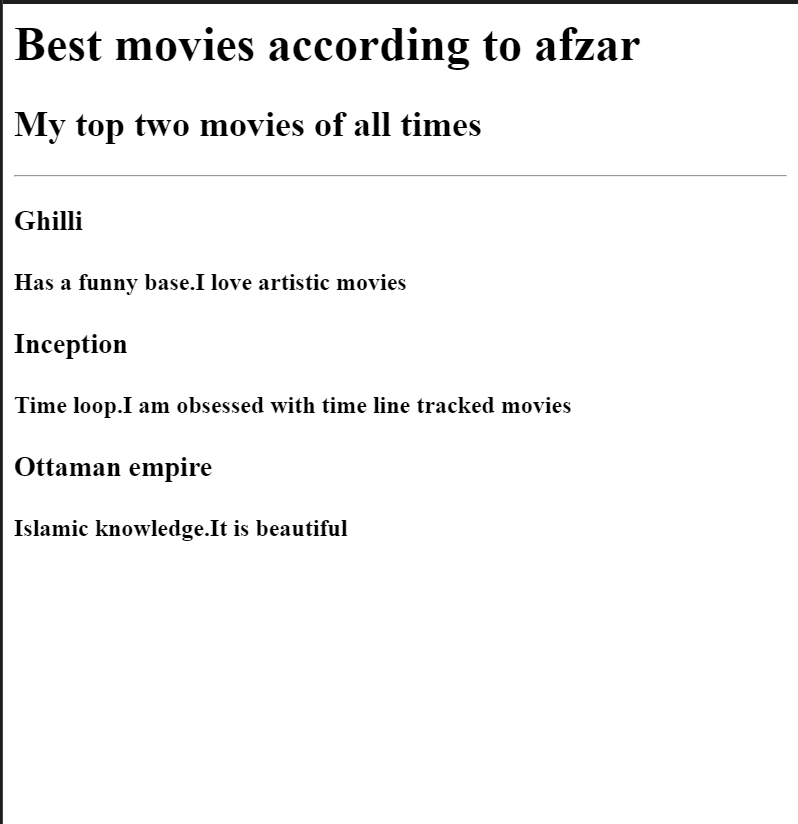 Best movies according to afzar
My top two movies of all times
Ghilli
Has a funny base.I love artistic movies
Inception
Time loop.I am obsessed with time line tracked movies
Ottaman empire
Islamic knowledge.It is beautiful